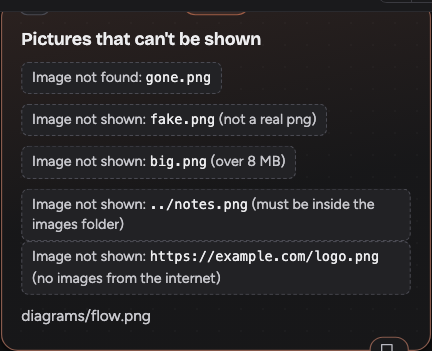 Pictures that can't be shown
Image not found: gone.png
Image not shown: fake.png (not a real png)
Image not shown: big.png (over 8 MB)
Image not shown: ../notes.png (must be inside the
images folder)
Image not shown: https://example.com/logo.png
(no images from the internet)
diagrams/flow.png